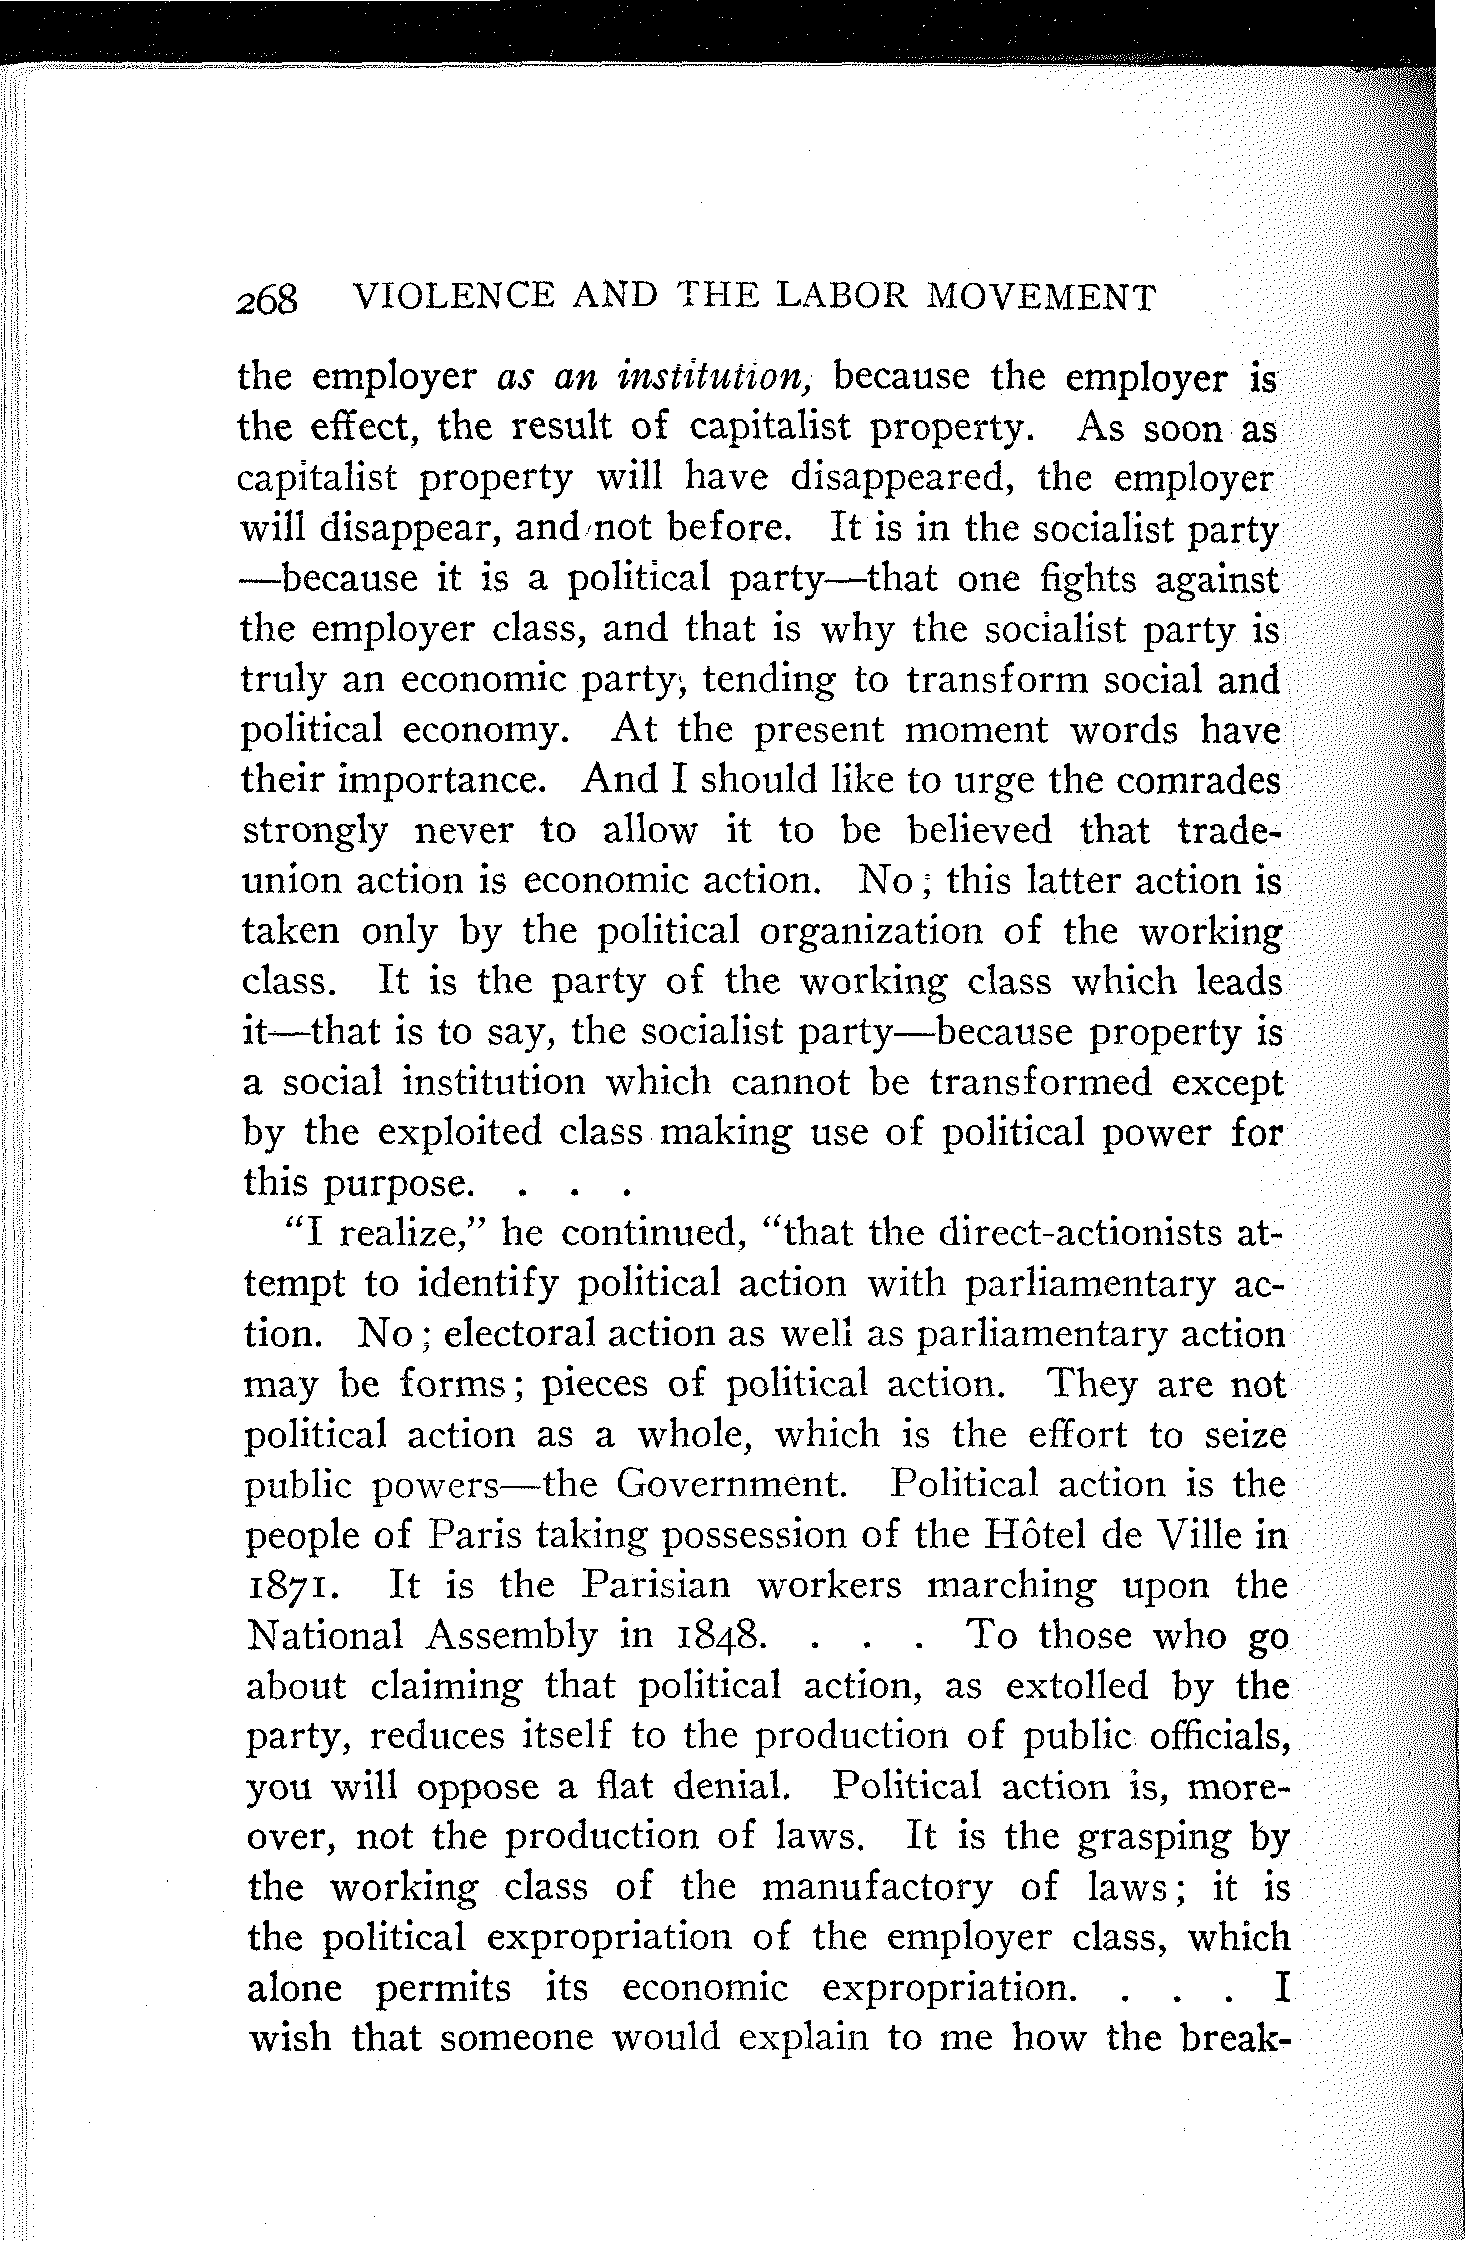 268 VIOLENCE AND THE LABOR MOVEMENT
the employer as an institution, because the employer is
the effect, the result of capitalist property. As soon as
capitalist property will have disappeared, the employer
will disappear, and not before. It is in the socialist party
—because it is a political party—that one fights against
the employer class, and that is why the socialist party is
truly an economic party, tending to transform social and
political economy. At the present moment words have
their importance. And I should like to urge the comrades
strongly never to allow it to be believed that trade-
union action is economic action. No; this latter action is
taken only by the political organization of the working
class. It is the party of the working class which leads
it—that is to say, the socialist party—because property is
a social institution which cannot be transformed except
by the exploited class making use of political power for
this purpose. . . .
"I realize," he continued, "that the direct-actionists at-
tempt to identify political action with parliamentary ac-
tion. No; electoral action as well as parliamentary action
may be forms; pieces of political action. They are not
political action as a whole, which is the effort to seize
public powers—the Government. Political action is the
people of Paris taking possession of the Hôtel de Ville in
1871. It is the Parisian workers marching upon the
National Assembly in 1848. . . . To those who go
about claiming that political action, as extolled by the
party, reduces itself to the production of public officials,
you will oppose a flat denial. Political action is, more-
over, not the production of laws. It is the grasping by
the working class of the manufactory of laws; it is
the political expropriation of the employer class, which
alone permits its economic expropriation. . . . I
wish that someone would explain to me how the break-